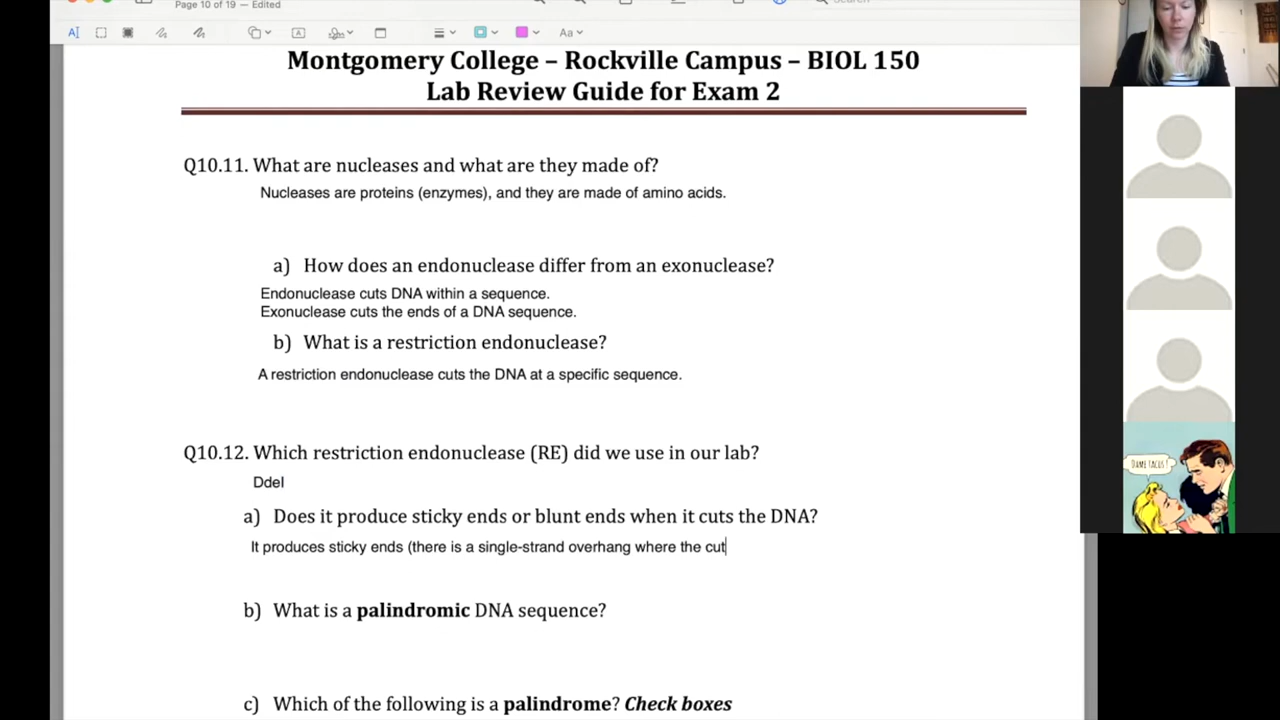 Page 10 of 19 — Edited
Search
Montgomery College – Rockville Campus – BIOL 150
Lab Review Guide for Exam 2
Q10.11. What are nucleases and what are they made of?
Nucleases are proteins (enzymes), and they are made of amino acids.
a) How does an endonuclease differ from an exonuclease?
Endonuclease cuts DNA within a sequence.
Exonuclease cuts the ends of a DNA sequence.
b) What is a restriction endonuclease?
A restriction endonuclease cuts the DNA at a specific sequence.
Q10.12. Which restriction endonuclease (RE) did we use in our lab?
DdeI
a) Does it produce sticky ends or blunt ends when it cuts the DNA?
It produces sticky ends (there is a single-strand overhang where the cut
b) What is a palindromic DNA sequence?
c) Which of the following is a palindrome? Check boxes
DAME TACOS!